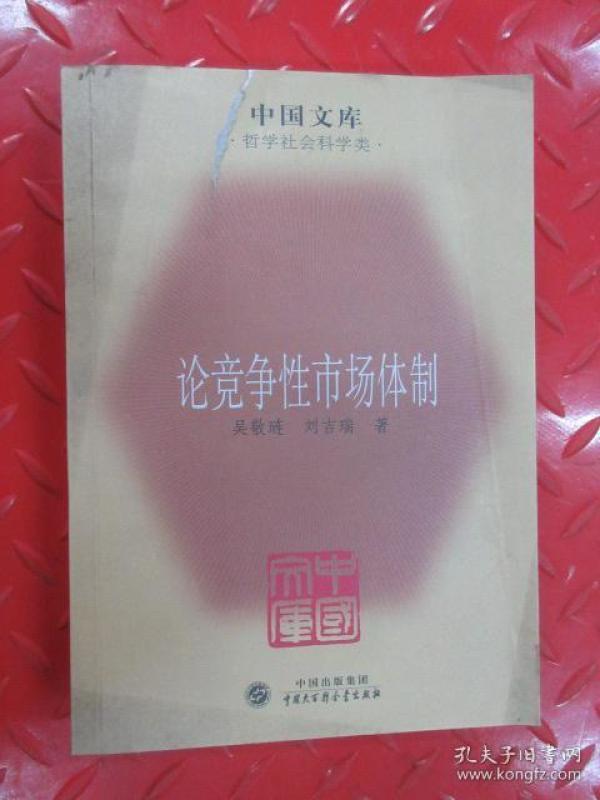 中国文库
·哲学社会科学类·
论竞争性市场体制
吴敬琏 刘吉瑞 著
中國
文庫
中国出版集团
中国大百科全书出版社
孔夫子旧书网
www.kongfz.com